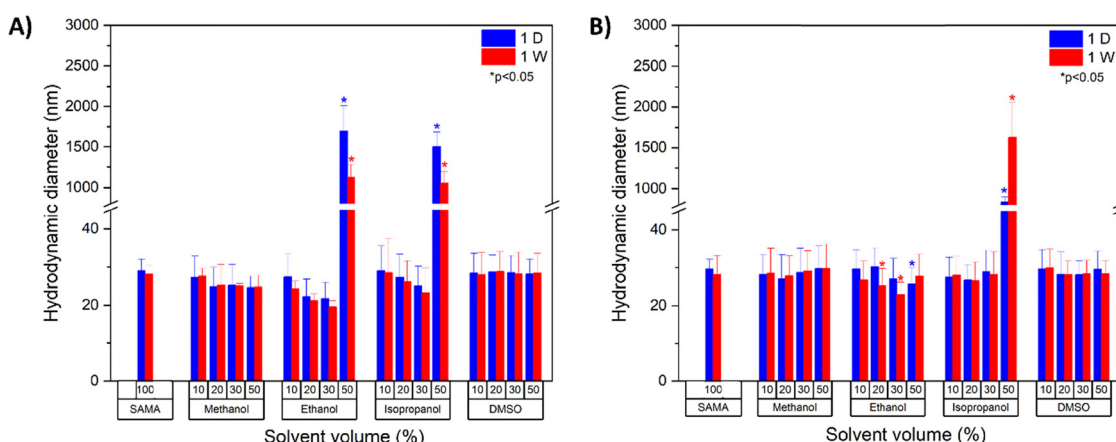 A)
3000
2500
2000
1500
1000
40
20
0
Hydrodynamic diameter (nm)
1 D
1 W
*p<0.05
*
*
*
*
100
10 20 30 50
10 20 30 50
10 20 30 50
10 20 30 50
SAMA
Methanol
Ethanol
Isopropanol
DMSO
Solvent volume (%)
B)
3000
2500
2000
1500
1000
40
20
0
Hydrodynamic diameter (nm)
1 D
1 W
*p<0.05
*
*
*
*
*
100
10 20 30 50
10 20 30 50
10 20 30 50
10 20 30 50
SAMA
Methanol
Ethanol
Isopropanol
DMSO
Solvent volume (%)